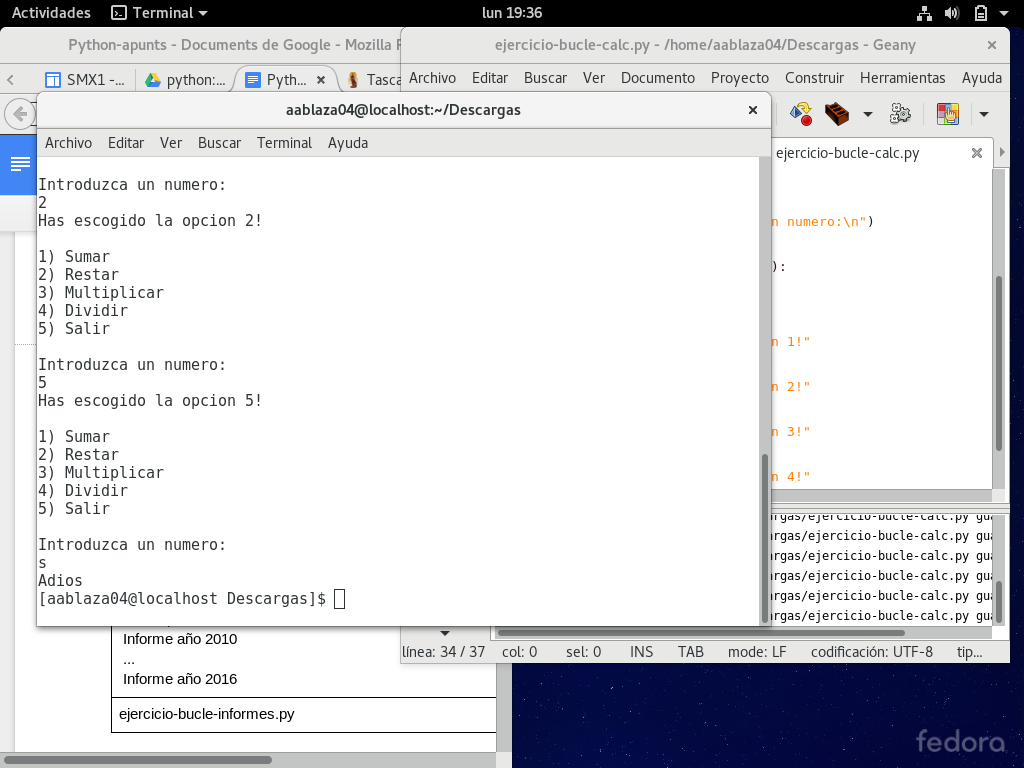 Actividades
Terminal
lun 19:36
Python-apunts - Documents de Google - Mozilla F
ejercicio-bucle-calc.py - /home/aablaza04/Descargas - Geany
SMX1 -...
python:...
Pyth...
Tasca
Archivo Editar Buscar Ver Documento Proyecto Construir Herramientas Ayuda
aablaza04@localhost:~/Descargas
Archivo Editar Ver Buscar Terminal Ayuda
Introduzca un numero:
2
Has escogido la opcion 2!
1) Sumar
2) Restar
3) Multiplicar
4) Dividir
5) Salir
Introduzca un numero:
5
Has escogido la opcion 5!
1) Sumar
2) Restar
3) Multiplicar
4) Dividir
5) Salir
Introduzca un numero:
s
Adios
[aablaza04@localhost Descargas]$
ejercicio-bucle-calc.py
n numero:\n")
):
n 1!"
n 2!"
n 3!"
n 4!"
rgas/ejercicio-bucle-calc.py gua
rgas/ejercicio-bucle-calc.py gua
rgas/ejercicio-bucle-calc.py gua
rgas/ejercicio-bucle-calc.py gua
rgas/ejercicio-bucle-calc.py gua
rgas/ejercicio-bucle-calc.py gua
línea: 34 / 37 col: 0 sel: 0 INS TAB mode: LF codificación: UTF-8 tip...
Informe año 2010
...
Informe año 2016
ejercicio-bucle-informes.py
fedora